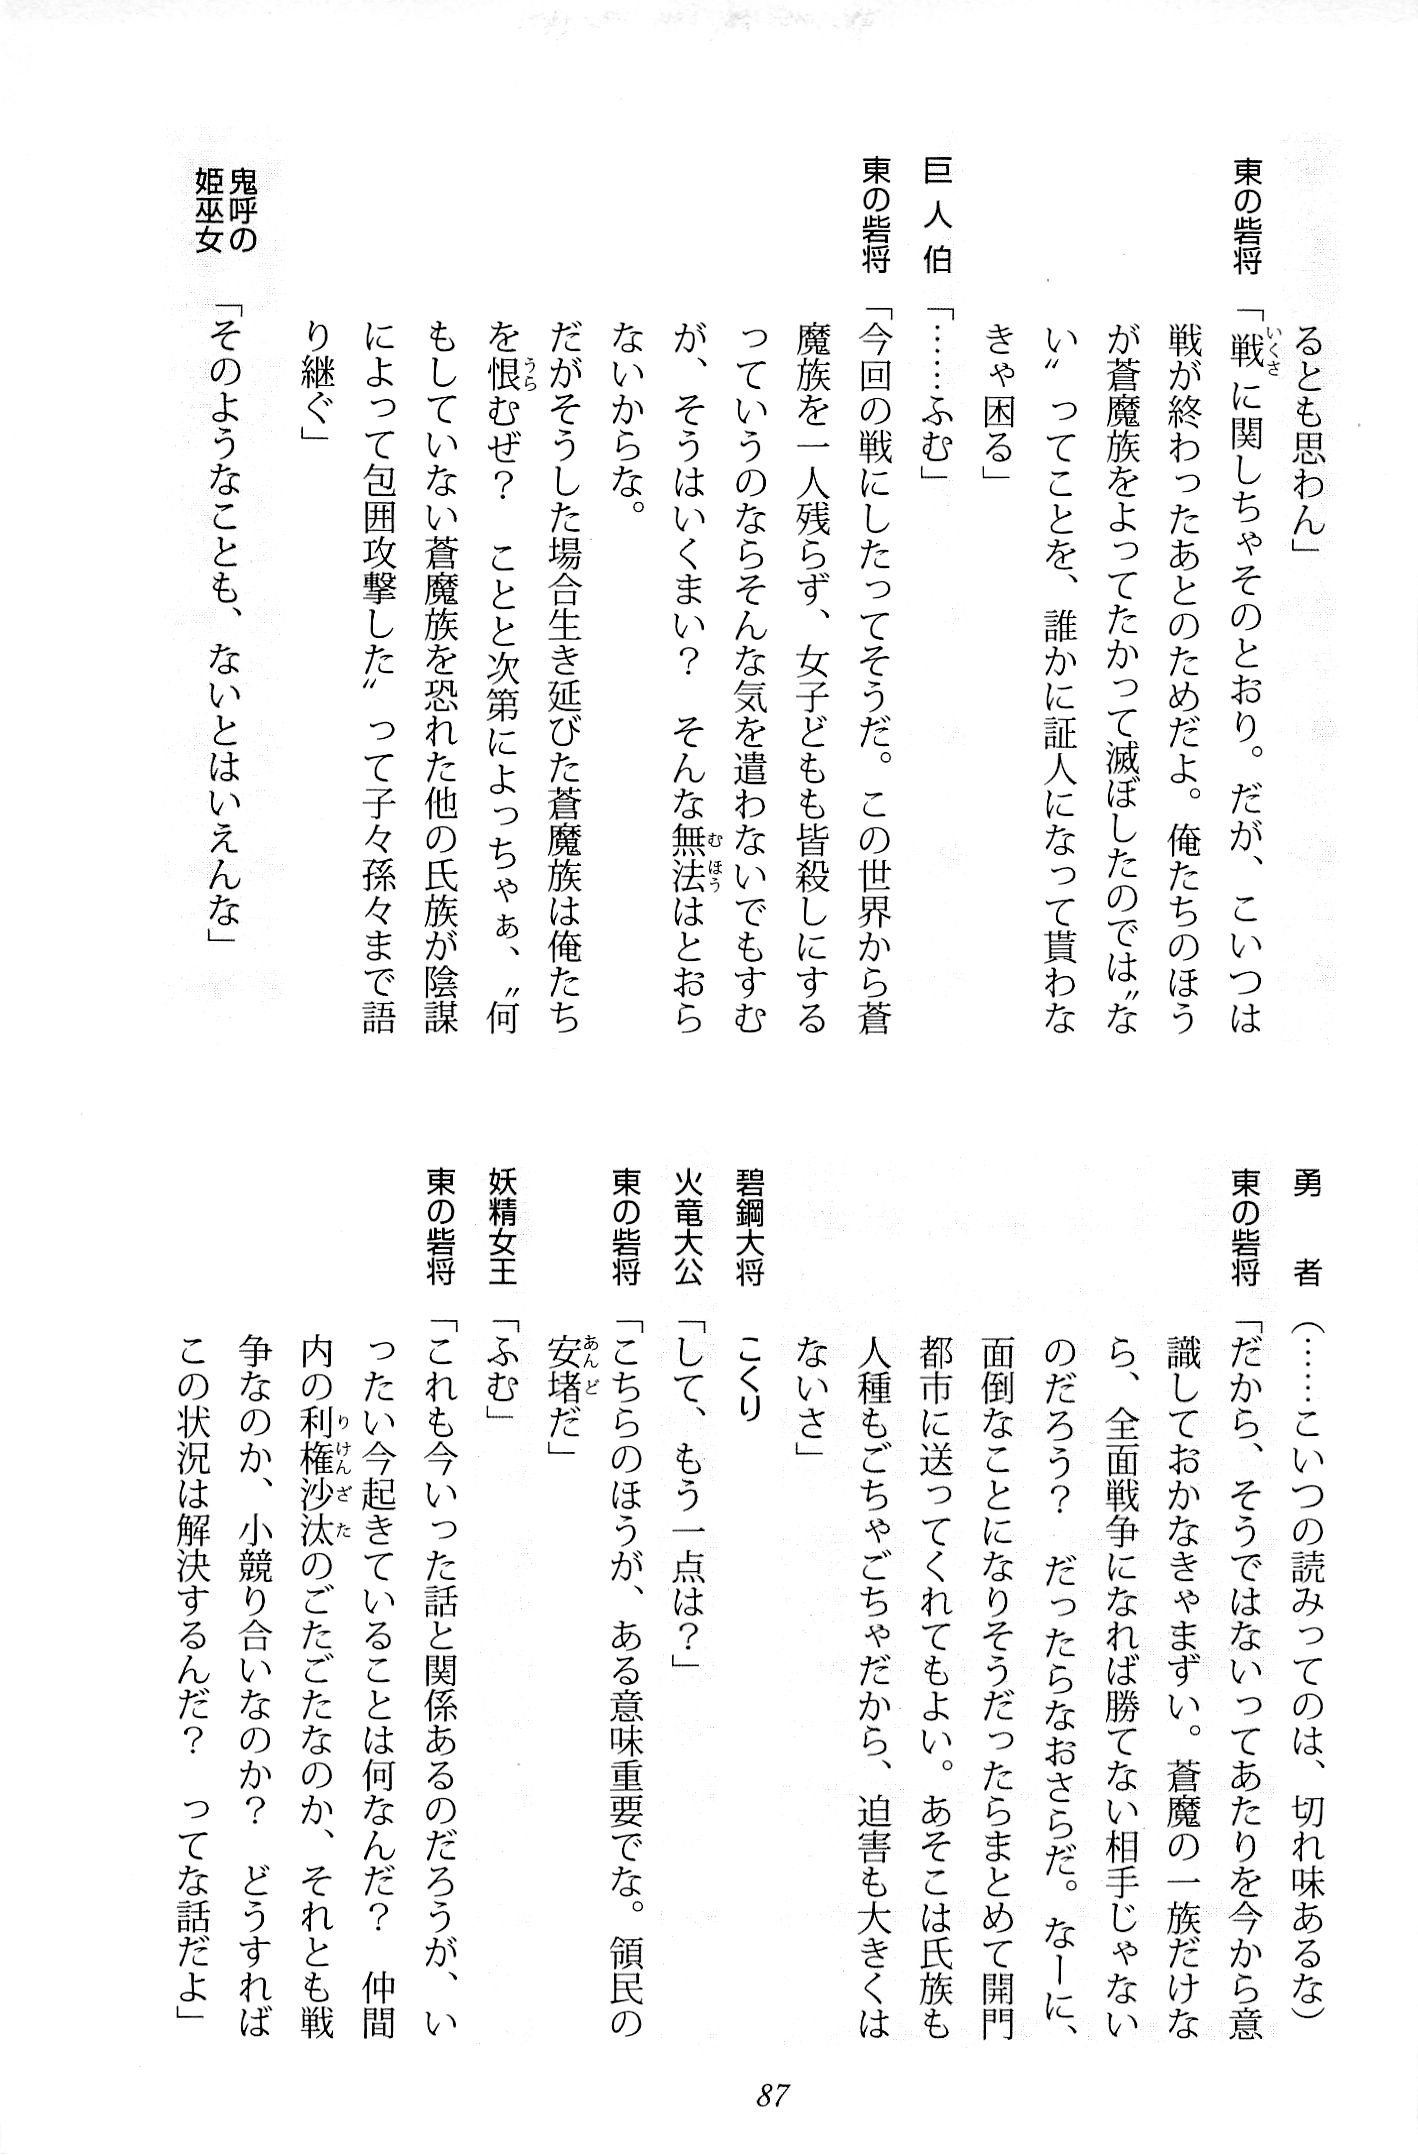 るとも思わん」
東の砦将「戦に関しちゃそのとおり。だが、こいつは
戦が終わったあとのためだよ。俺たちのほう
が蒼魔族をよってたかって滅ぼしたのでは〝な
い〟ってことを、誰かに証人になって貰わな
きゃ困る」
巨人伯「……ふむ」
東の砦将「今回の戦にしたってそうだ。この世界から蒼
魔族を一人残らず、女子どもも皆殺しにする
っていうのならそんな気を遣わないでもすむ
が、そうはいくまい？　そんな無法はとおら
ないからな。
だがそうした場合生き延びた蒼魔族は俺たち
を恨むぜ？　ことと次第によっちゃぁ、〝何
もしていない蒼魔族を恐れた他の氏族が陰謀
によって包囲攻撃した〟って子々孫々まで語
り継ぐ」
鬼呼の
姫巫女「そのようなことも、ないとはいえんな」
勇者（……こいつの読みってのは、切れ味あるな）
東の砦将「だから、そうではないってあたりを今から意
識しておかなきゃまずい。蒼魔の一族だけな
ら、全面戦争になれば勝てない相手じゃない
のだろう？　だったらなおさらだ。なーに、
面倒なことになりそうだったらまとめて開門
都市に送ってくれてもよい。あそこは氏族も
人種もごちゃごちゃだから、迫害も大きくは
ないさ」
碧鋼大将　こくり
火竜大公「して、もう一点は？」
東の砦将「こちらのほうが、ある意味重要でな。領民の
安堵だ」
妖精女王「ふむ」
東の砦将「これも今いった話と関係あるのだろうが、い
ったい今起きていることは何なんだ？　仲間
内の利権沙汰のごたごたなのか、それとも戦
争なのか、小競り合いなのか？　どうすれば
この状況は解決するんだ？　ってな話だよ」
87